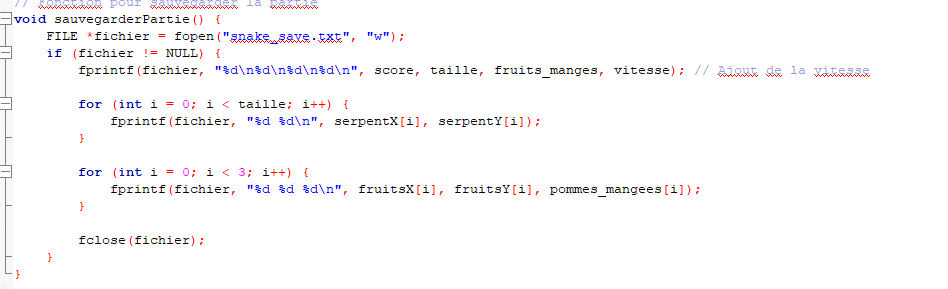 // Fonction pour sauvegarder la partie
void sauvegarderPartie() {
    FILE *fichier = fopen("snake_save.txt", "w");
    if (fichier != NULL) {
        fprintf(fichier, "%d\n%d\n%d\n%d\n", score, taille, fruits_manges, vitesse); // Ajout de la vitesse
        for (int i = 0; i < taille; i++) {
            fprintf(fichier, "%d %d\n", serpentX[i], serpentY[i]);
        }
        for (int i = 0; i < 3; i++) {
            fprintf(fichier, "%d %d %d\n", fruitsX[i], fruitsY[i], pommes_mangees[i]);
        }
        fclose(fichier);
    }
}